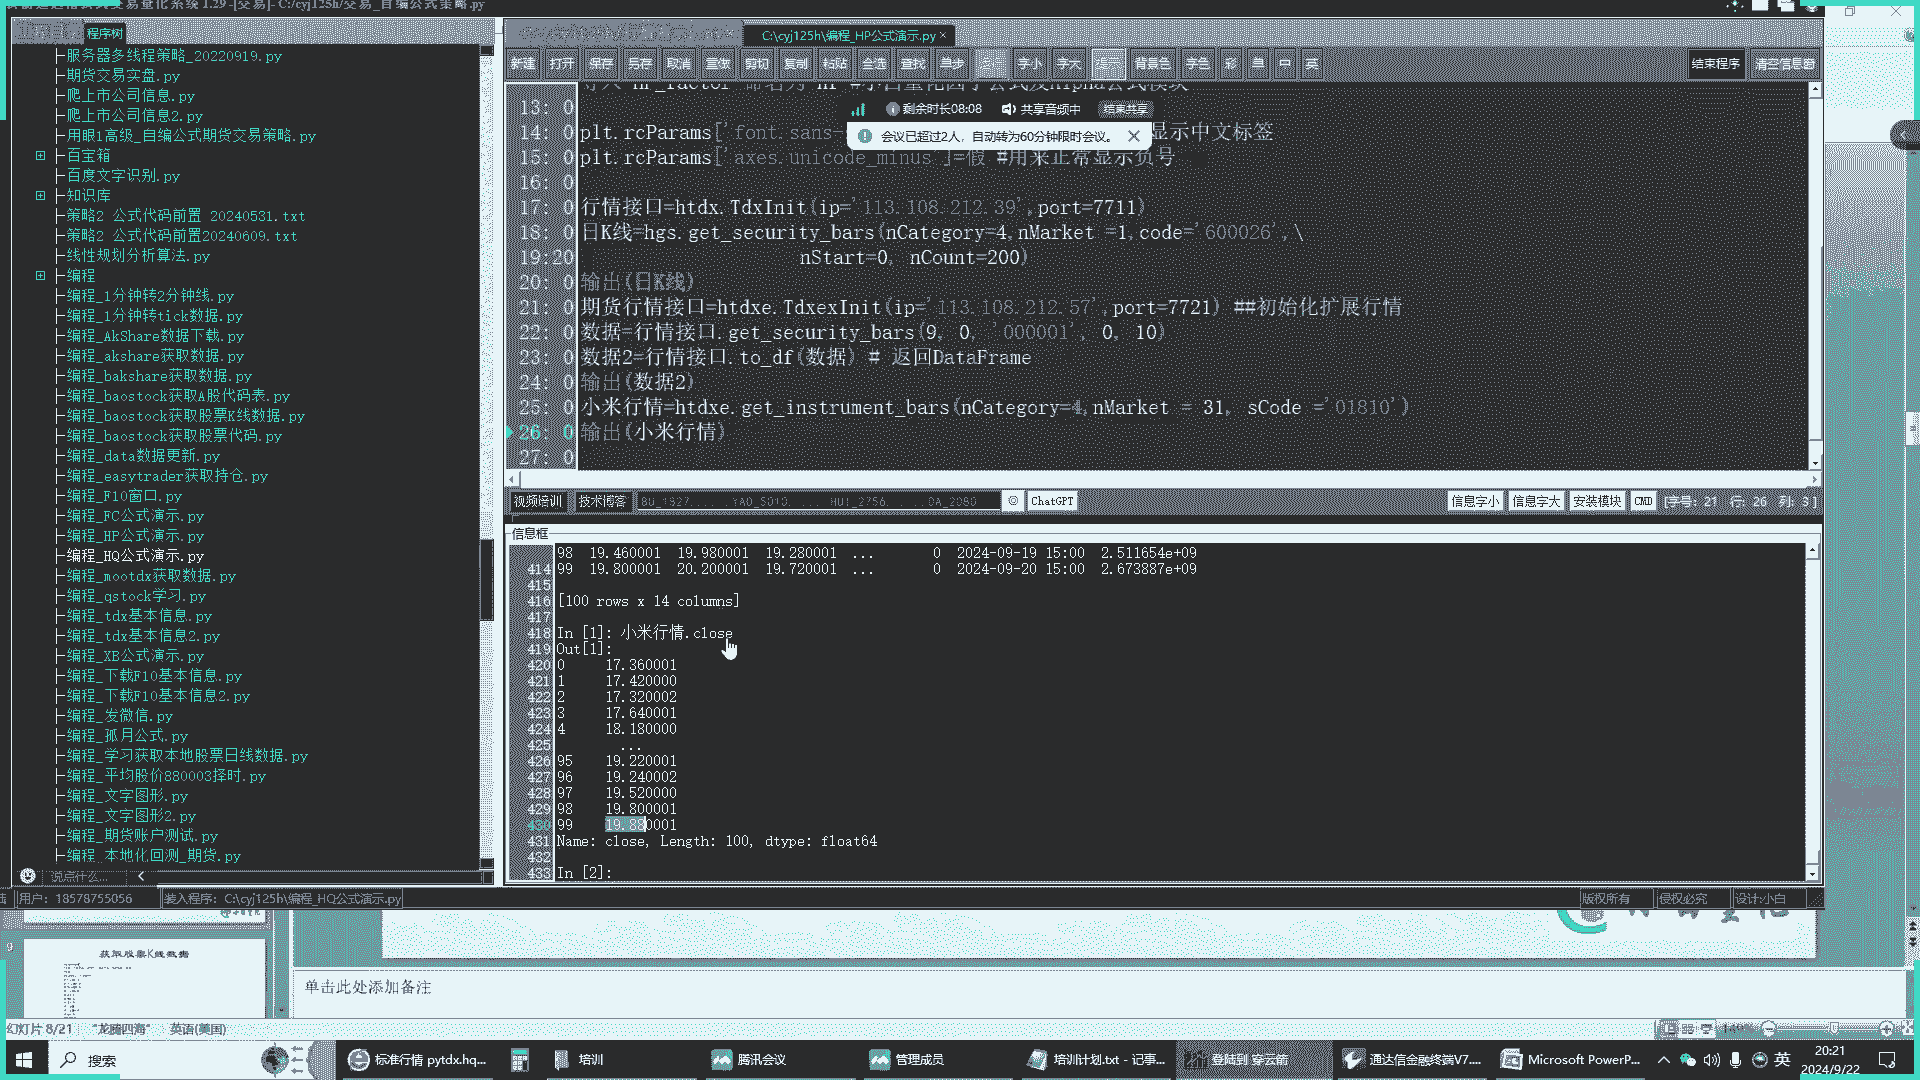 易量化系统 1.29 -[交易]- C:/cyj125h/交易_自编公式策略.py
程序树
服务器多线程策略_20220919.py
期货交易实盘.py
爬上市公司信息.py
爬上市公司信息2.py
用眼1高级_自编公式期货交易策略.py
百宝箱
百度文字识别.py
知识库
策略2 公式代码前置 20240531.txt
策略2 公式代码前置20240609.txt
线性规划分析算法.py
编程
编程_1分钟转2分钟线.py
编程_1分钟转tick数据.py
编程_AkShare数据下载.py
编程_akshare获取数据.py
编程_bakshare获取数据.py
编程_baostock获取A股代码表.py
编程_baostock获取股票K线数据.py
编程_baostock获取股票代码.py
编程_data数据更新.py
编程_easytrader获取持仓.py
编程_F10窗口.py
编程_FC公式演示.py
编程_HP公式演示.py
编程_HQ公式演示.py
编程_mootdx获取数据.py
编程_qstock学习.py
编程_tdx基本信息.py
编程_tdx基本信息2.py
编程_XB公式演示.py
编程_下载F10基本信息.py
编程_下载F10基本信息2.py
编程_发微信.py
编程_孤月公式.py
编程_学习获取本地股票日线数据.py
编程_平均股价880003择时.py
编程_文字图形.py
编程_文字图形2.py
编程_期货账户测试.py
编程_本地化回测_期货.py
说点什么...
C:\cyj125h\编程_HP公式演示.py ×
新建 打开 保存 另存 取消 重做 剪切 复制 粘贴 全选 查找 单步 字小 字大 背景色 字色 彩 单 中 英 结束程序 清空信息窗
剩余时长08:08 共享音频中 结束共享
会议已超过2人，自动转为60分钟限时会议。
13: 0
14: 0 plt.rcParams['font.sans- 显示中文标签
15: 0 plt.rcParams['axes.unicode_minus']=假 #用来正常显示负号
16: 0
17: 0 行情接口=htdx.TdxInit(ip='113.108.212.39',port=7711)
18: 0 日K线=hgs.get_security_bars(nCategory=4,nMarket =1,code='600026',\
19:20 nStart=0, nCount=200)
20: 0 输出(日K线)
21: 0 期货行情接口=htdxe.TdxexInit(ip='113.108.212.57',port=7721) ##初始化扩展行情
22: 0 数据=行情接口.get_security_bars(9, 0, '000001', 0, 10)
23: 0 数据2=行情接口.to_df(数据) # 返回DataFrame
24: 0 输出(数据2)
25: 0 小米行情=htdxe.get_instrument_bars(nCategory=4,nMarket = 31, sCode ='01810')
26: 0 输出(小米行情)
27: 0
视频培训 技术博客 ChatGPT 信息字小 信息字大 安装模块 CMD [字号: 21 行: 26 列: 3 ]
信息框
98 19.460001 19.980001 19.280001 ... 0 2024-09-19 15:00 2.511654e+09
414 99 19.800001 20.200001 19.720001 ... 0 2024-09-20 15:00 2.673887e+09
415
416 [100 rows x 14 columns]
417
418 In [1]: 小米行情.close
419 Out[1]:
420 0 17.360001
421 1 17.420000
422 2 17.320002
423 3 17.640001
424 4 18.180000
425 ...
426 95 19.220001
427 96 19.240002
428 97 19.520000
429 98 19.800001
430 99 19.880001
431 Name: close, Length: 100, dtype: float64
432
433 In [2]:
用户: 18578755056 装入程序: C:\cyj125h\编程_HQ公式演示.py 版权所有 侵权必究 设计:小白
9
获取股票K线数据
单击此处添加备注
幻灯片 8/21 "龙腾四海" 英语(美国)
搜索 标准行情 pytdx.hq... 培训 腾讯会议 管理成员 培训计划.txt - 记事... 登陆到 穿云箭 通达信金融终端V7.... Microsoft PowerP... 英 20:21
2024/9/22